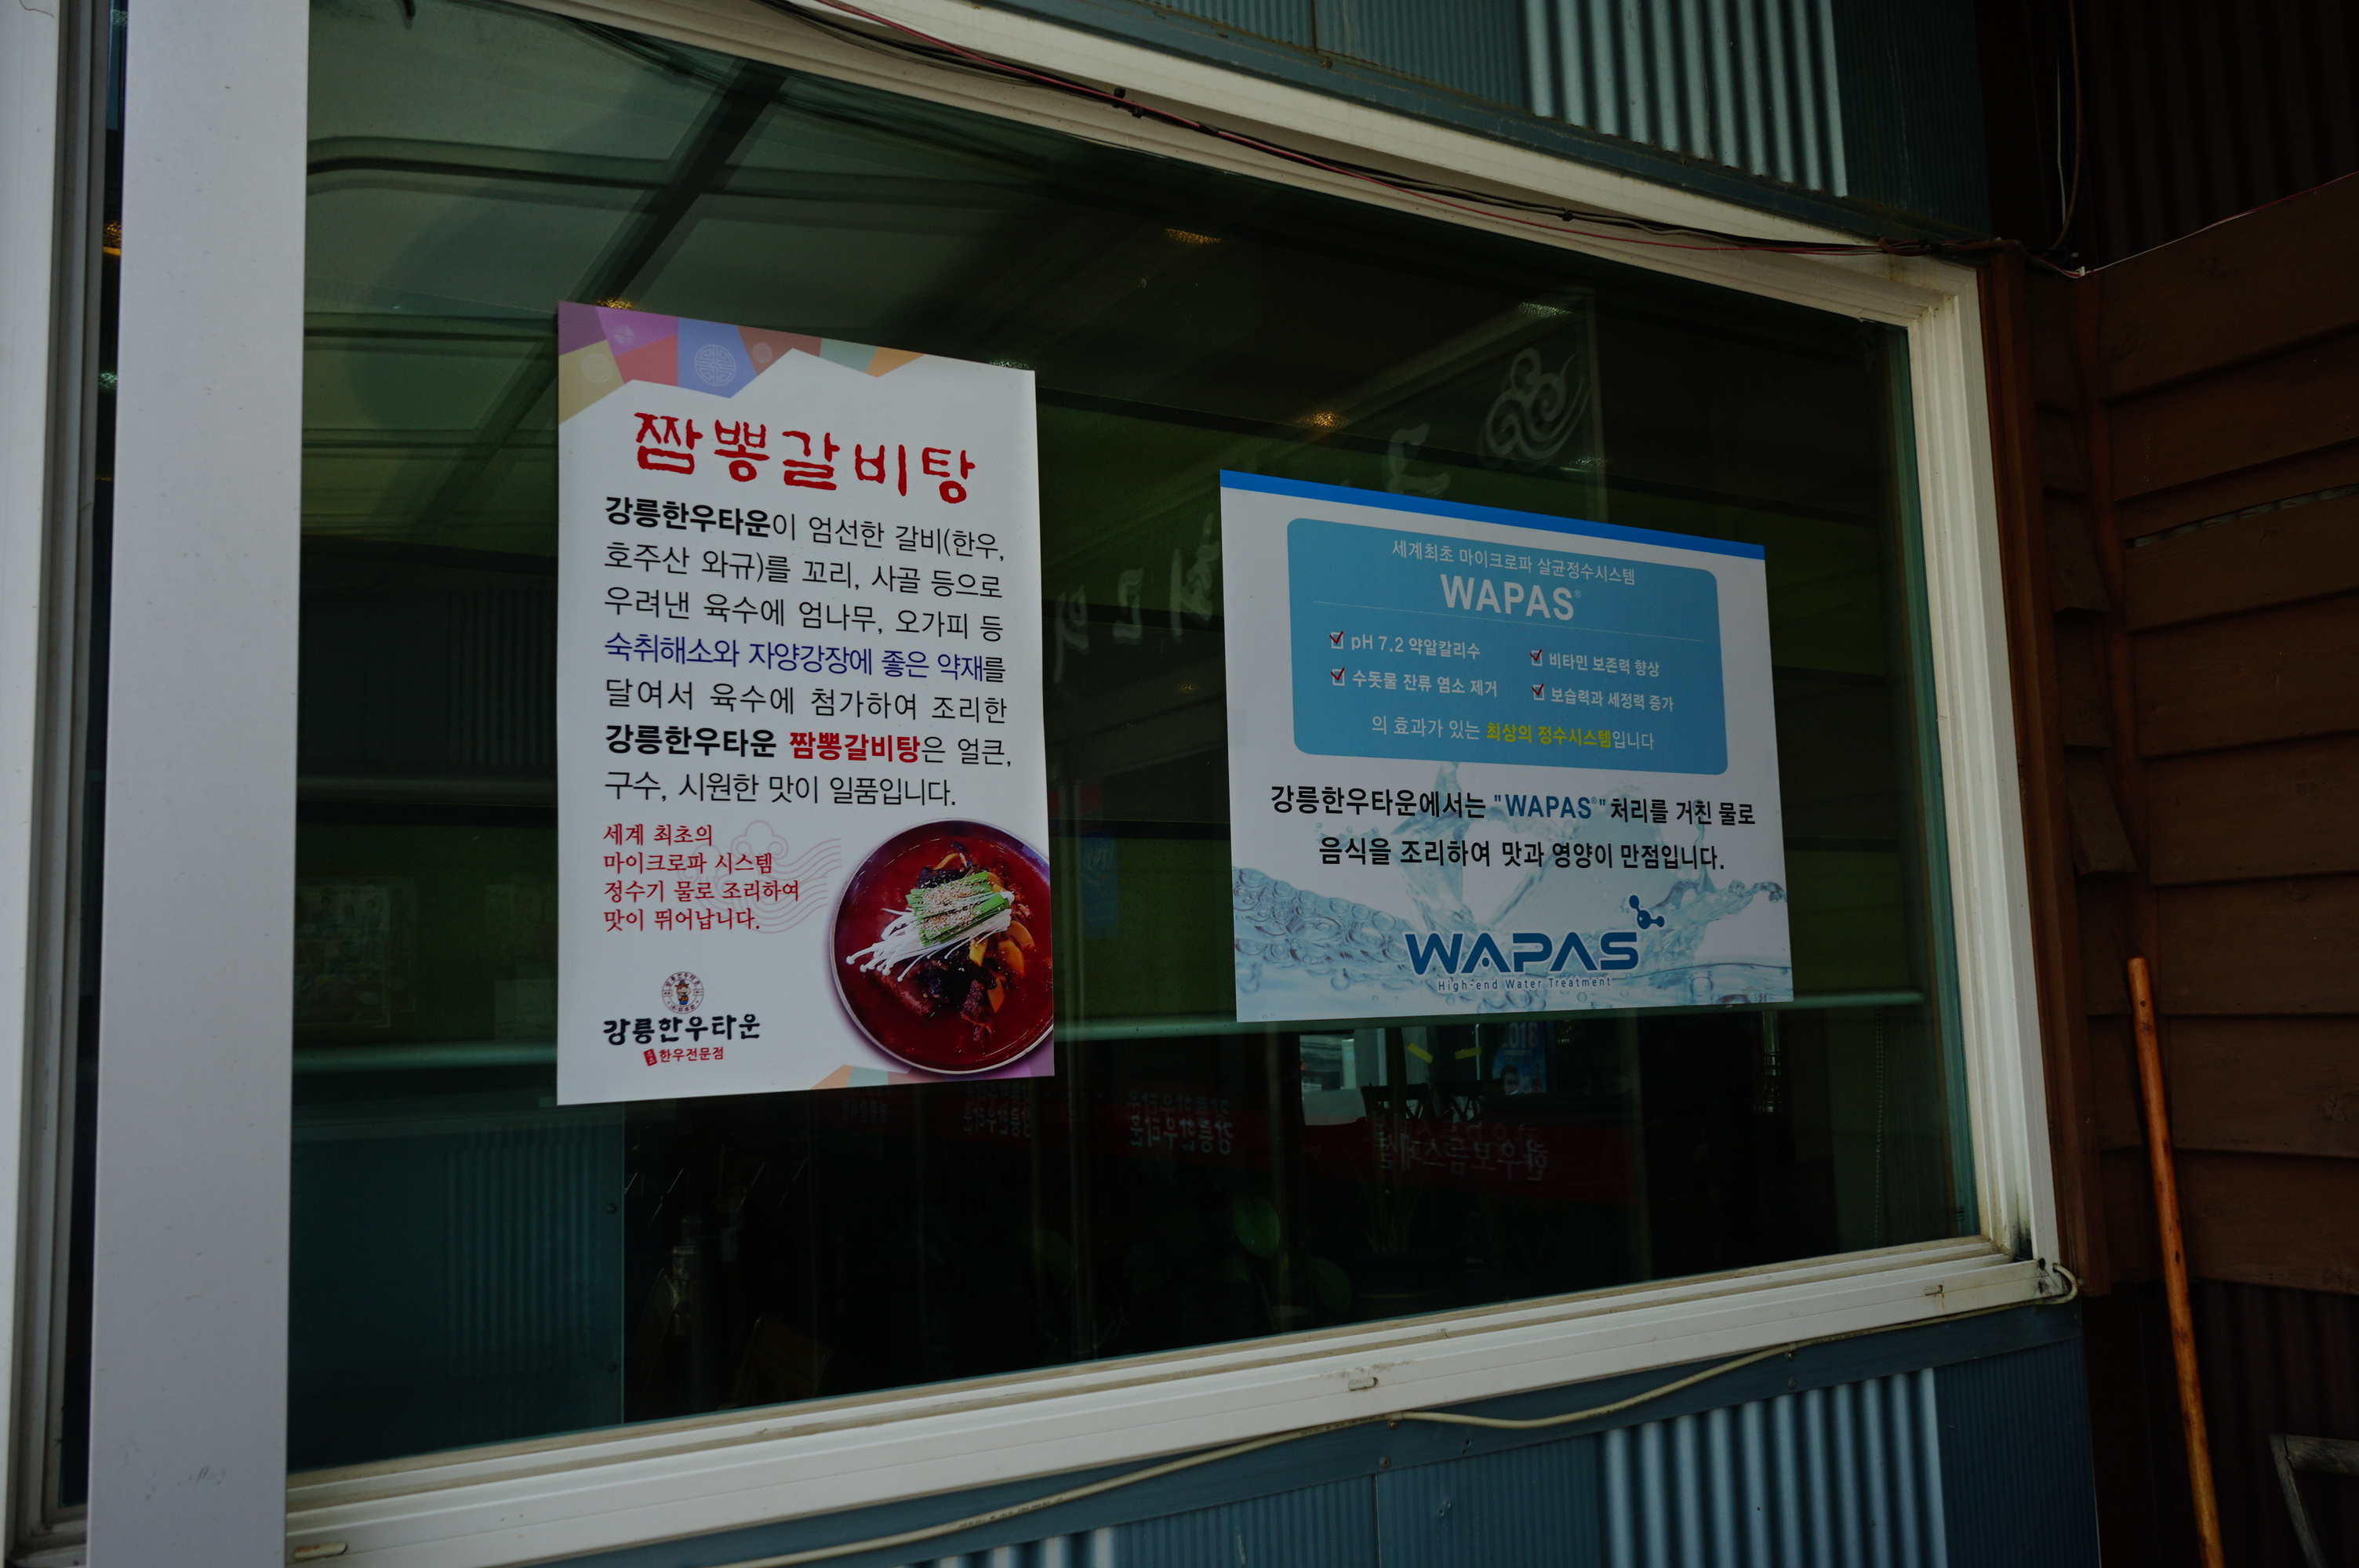 짬뽕갈비탕
강릉한우타운이 엄선한 갈비(한우,
호주산 와규)를 꼬리, 사골 등으로
우려낸 육수에 엄나무, 오가피 등
숙취해소와 자양강장에 좋은 약재를
달여서 육수에 첨가하여 조리한
강릉한우타운 짬뽕갈비탕은 얼큰,
구수, 시원한 맛이 일품입니다.
세계 최초의
마이크로파 시스템
정수기 물로 조리하여
맛이 뛰어납니다.
강릉한우타운
한우전문점
세계최초 마이크로파 살균정수시스템
WAPAS®
pH 7.2 약알칼리수
비타민 보존력 향상
수돗물 잔류 염소 제거
보습력과 세정력 증가
의 효과가 있는 최상의 정수시스템입니다
강릉한우타운에서는 "WAPAS®" 처리를 거친 물로
음식을 조리하여 맛과 영양이 만점입니다.
WAPAS
High-end Water Treatment